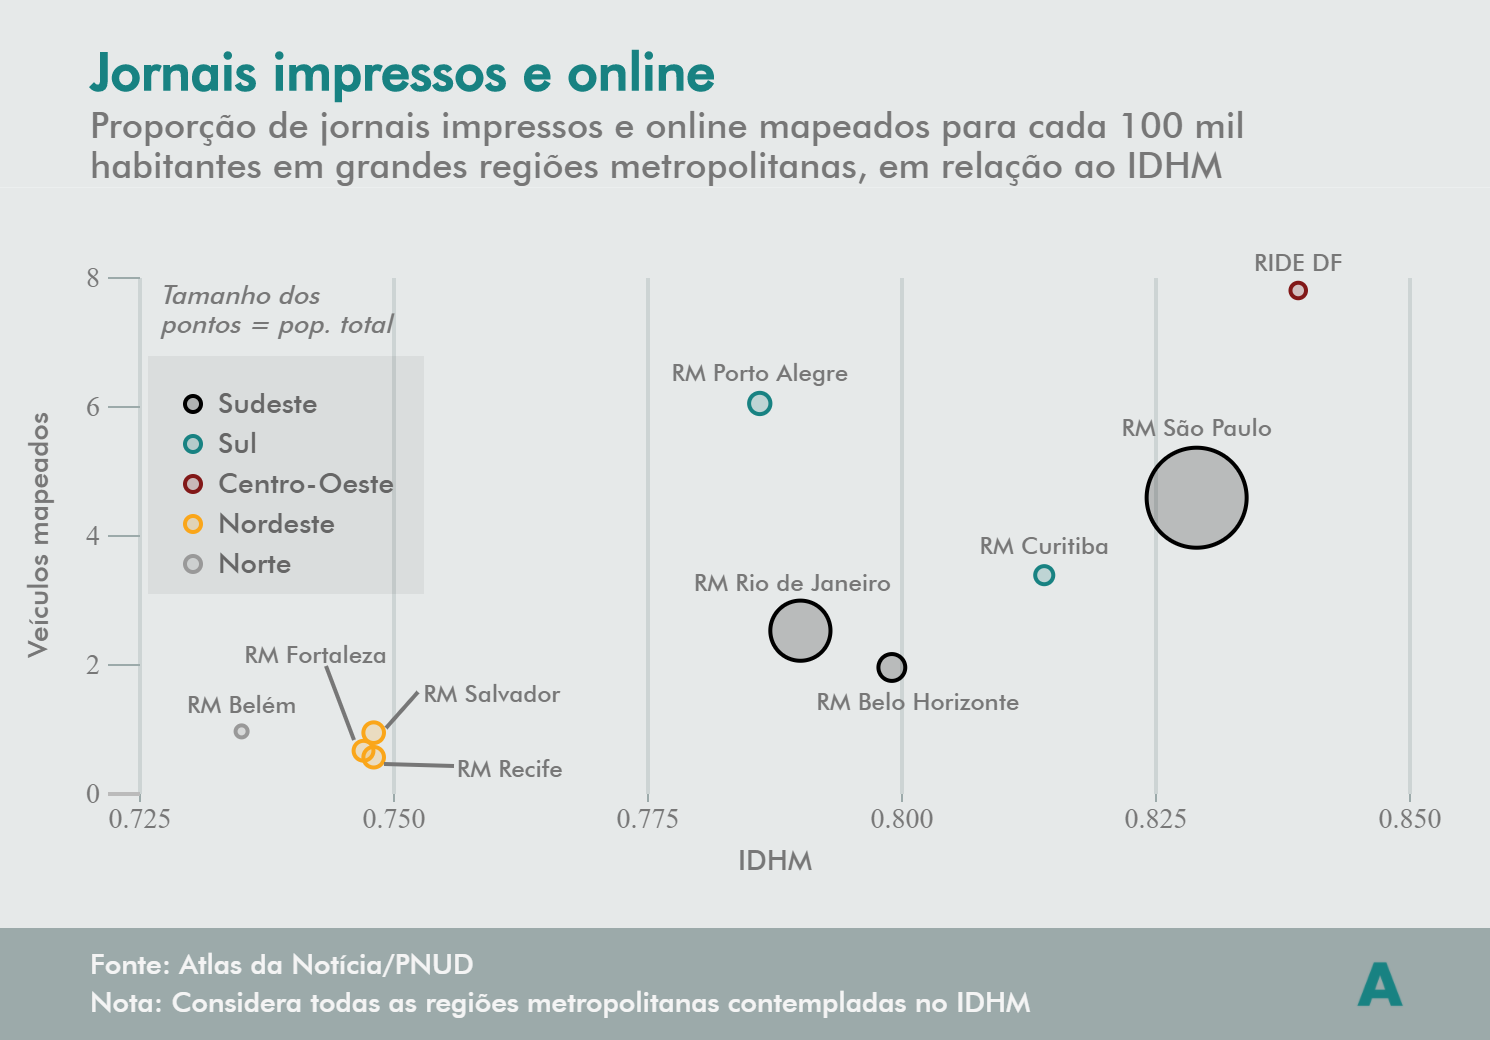 Jornais impressos e online
Proporção de jornais impressos e online mapeados para cada 100 mil
habitantes em grandes regiões metropolitanas, em relação ao IDHM
Veículos mapeados
8
6
4
2
0
Tamanho dos
pontos = pop. total
Sudeste
Sul
Centro-Oeste
Nordeste
Norte
RIDE DF
RM Porto Alegre
RM São Paulo
RM Curitiba
RM Rio de Janeiro
RM Belo Horizonte
RM Fortaleza
RM Salvador
RM Belém
RM Recife
0.725
0.750
0.775
0.800
0.825
0.850
IDHM
Fonte: Atlas da Notícia/PNUD
Nota: Considera todas as regiões metropolitanas contempladas no IDHM
A